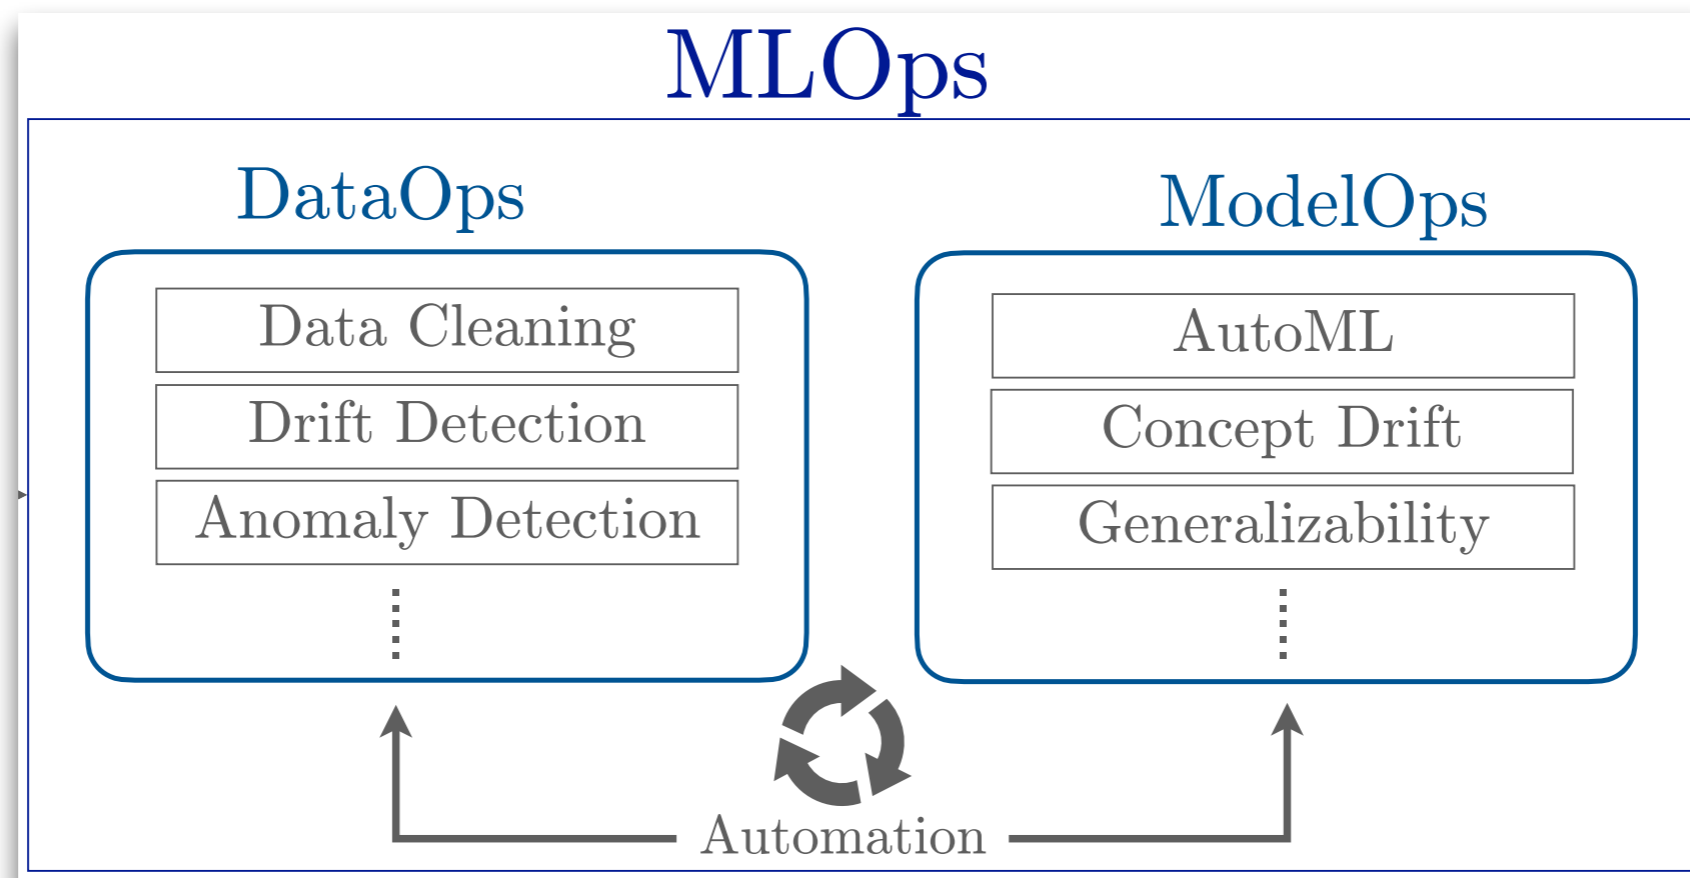 MLOps
DataOps
Data Cleaning
Drift Detection
Anomaly Detection
ModelOps
AutoML
Concept Drift
Generalizability
Automation